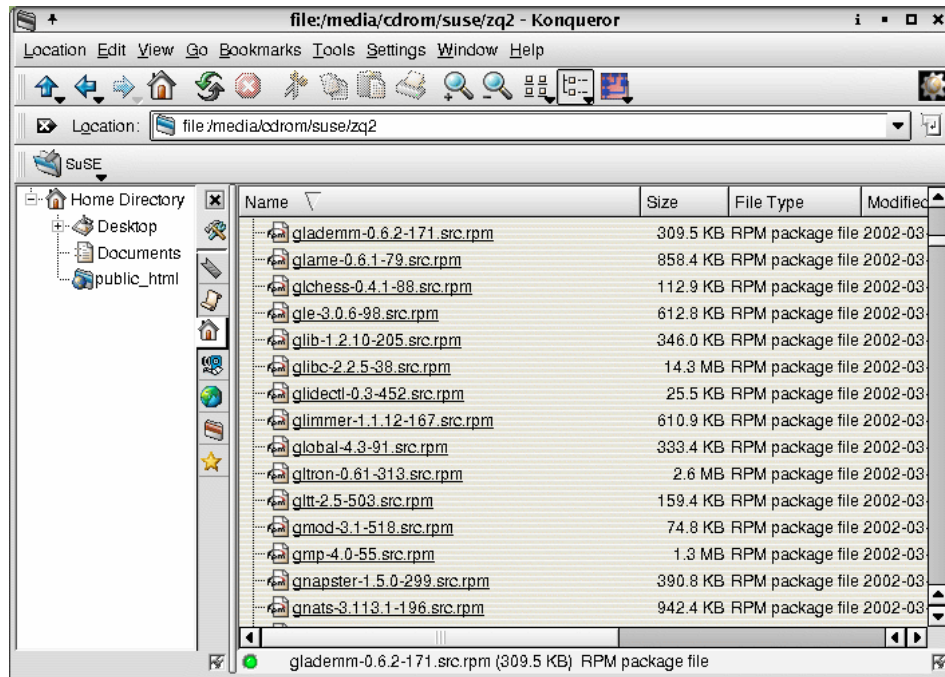 file:/media/cdrom/suse/zq2 - Konqueror
Location Edit View Go Bookmarks Tools Settings Window Help
Location: file:/media/cdrom/suse/zq2
SuSE
Home Directory
Desktop
Documents
public_html
Name Size File Type Modified
glademm-0.6.2-171.src.rpm 309.5 KB RPM package file 2002-03-
glame-0.6.1-79.src.rpm 858.4 KB RPM package file 2002-03-
glchess-0.4.1-88.src.rpm 112.9 KB RPM package file 2002-03-
gle-3.0.6-98.src.rpm 612.8 KB RPM package file 2002-03-
glib-1.2.10-205.src.rpm 346.0 KB RPM package file 2002-03-
glibc-2.2.5-38.src.rpm 14.3 MB RPM package file 2002-03-
glidectl-0.3-452.src.rpm 25.5 KB RPM package file 2002-03-
glimmer-1.1.12-167.src.rpm 610.9 KB RPM package file 2002-03-
global-4.3-91.src.rpm 333.4 KB RPM package file 2002-03-
gltron-0.61-313.src.rpm 2.6 MB RPM package file 2002-03-
gltt-2.5-503.src.rpm 159.4 KB RPM package file 2002-03-
gmod-3.1-518.src.rpm 74.8 KB RPM package file 2002-03-
gmp-4.0-55.src.rpm 1.3 MB RPM package file 2002-03-
gnapster-1.5.0-299.src.rpm 390.8 KB RPM package file 2002-03-
gnats-3.113.1-196.src.rpm 942.4 KB RPM package file 2002-03-
glademm-0.6.2-171.src.rpm (309.5 KB) RPM package file